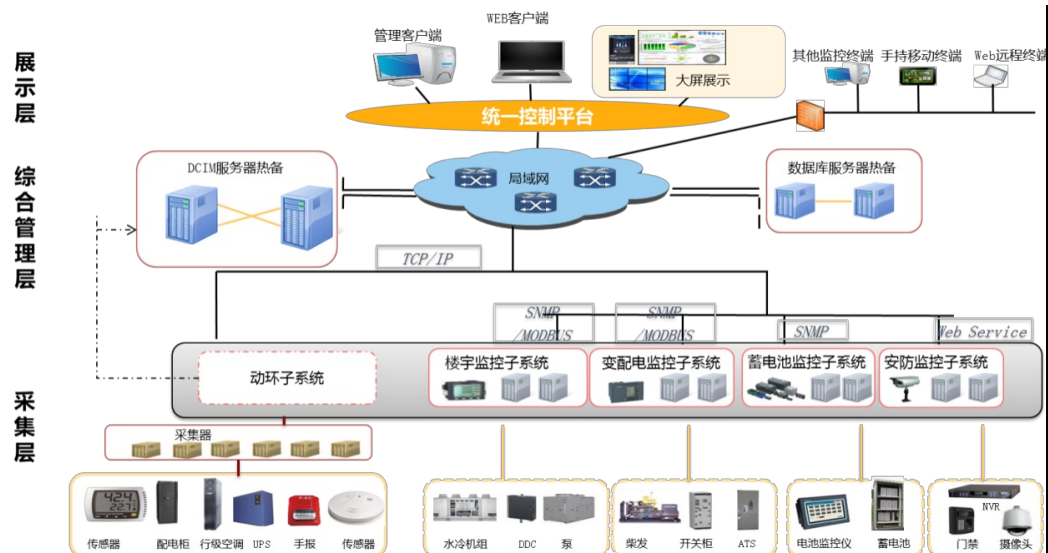 展示层
管理客户端
WEB客户端
大屏展示
其他监控终端
手持移动终端
Web远程终端
统一控制平台
综合管理层
DCIM服务器热备
局域网
数据库服务器热备
TCP/IP
SNMP
/MODBUS
SNMP
/MODBUS
SNMP
Web Service
采集层
动环子系统
楼宇监控子系统
变配电监控子系统
蓄电池监控子系统
安防监控子系统
采集器
42.4
22.7
传感器
配电柜
行级空调
UPS
手报
传感器
水冷机组
DDC
泵
柴发
开关柜
ATS
电池监控仪
蓄电池
NVR
门禁
摄像头